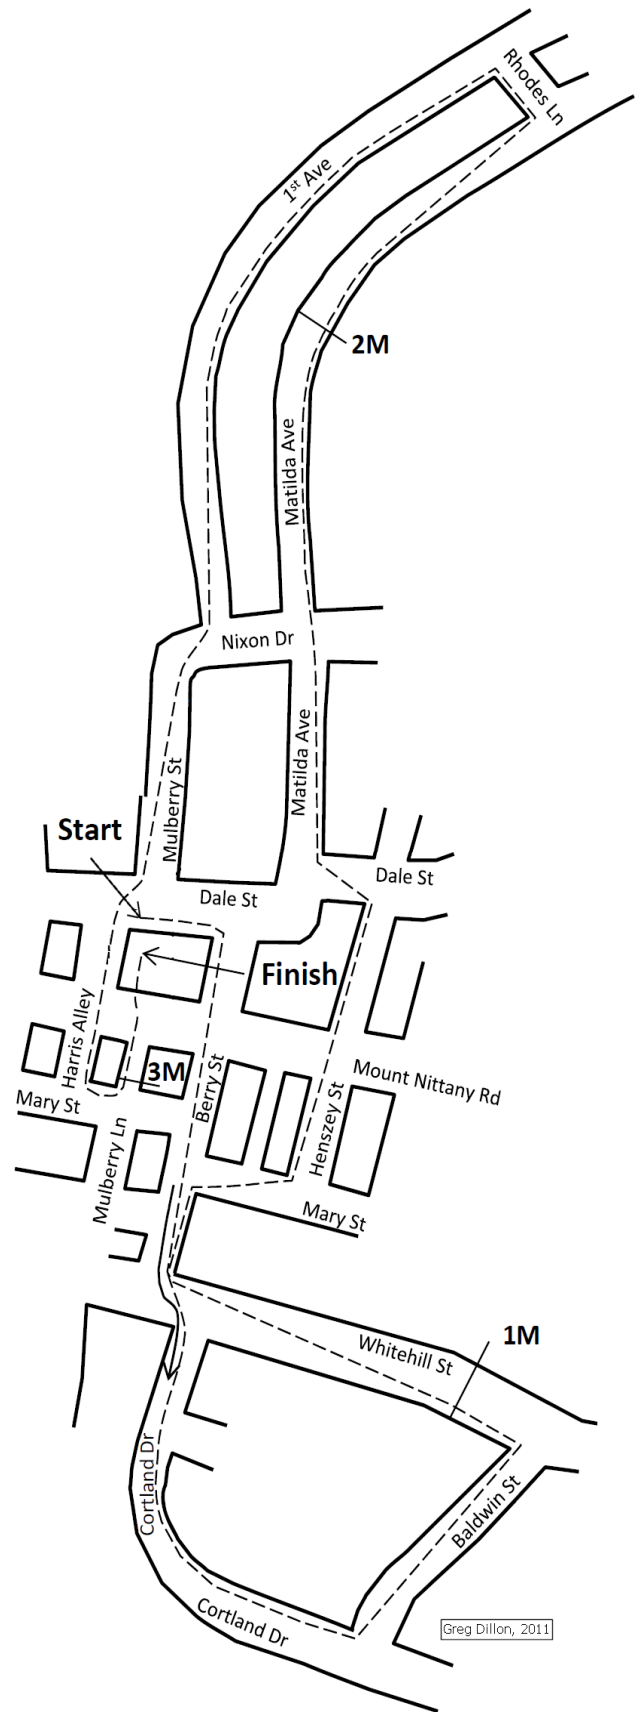 Rhodes Ln
1st Ave
2M
Matilda Ave
Nixon Dr
Matilda Ave
Mulberry St
Start
Dale St
Dale St
Finish
Harris Alley
3M
Mount Nittany Rd
Mary St
Berry St
Henszey St
Mulberry Ln
Mary St
1M
Whitehill St
Cortland Dr
Baldwin St
Cortland Dr
Greg Dillon, 2011